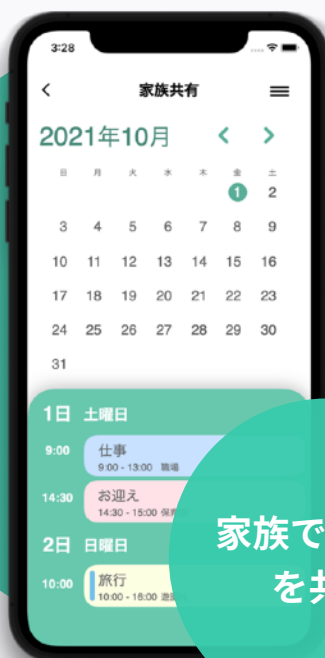 3:28
家族共有
2021年10月
日 月 火 水 木 金 土
1 2
3 4 5 6 7 8 9
10 11 12 13 14 15 16
17 18 19 20 21 22 23
24 25 26 27 28 29 30
31
1日 土曜日
9:00 仕事
9:00 - 13:00 職場
14:30 お迎え
14:30 - 15:00 保
2日 日曜日
10:00 旅行
10:00 - 16:00
家族で
を共